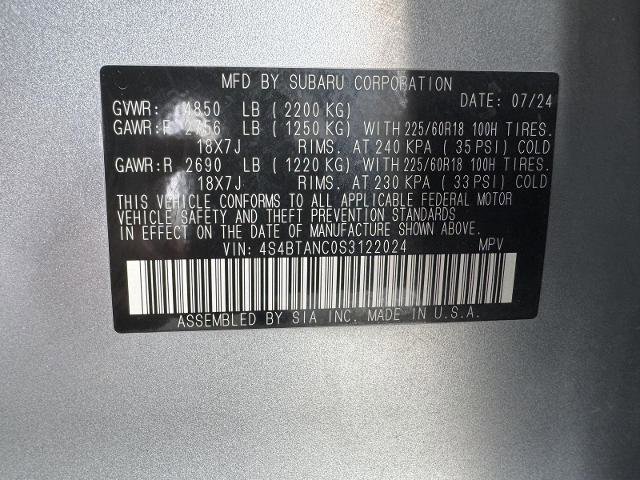 MFD BY SUBARU CORPORATION
DATE: 07/24
GVWR: 4850 LB (2200 KG)
GAWR:F 2756 LB (1250 KG) WITH 225/60R18 100H TIRES.
18X7J RIMS. AT 240 KPA (35 PSI) COLD
GAWR:R 2690 LB (1220 KG) WITH 225/60R18 100H TIRES.
18X7J RIMS. AT 230 KPA (33 PSI) COLD
THIS VEHICLE CONFORMS TO ALL APPLICABLE FEDERAL MOTOR
VEHICLE/SAFETY AND THEFT PREVENTION STANDARDS
IN EFFECT ON THE DATE OF MANUFACTURE SHOWN ABOVE.
VIN: 4S4BTANC0S3122024 MPV
ASSEMBLED BY SIA INC. MADE IN U.S.A.